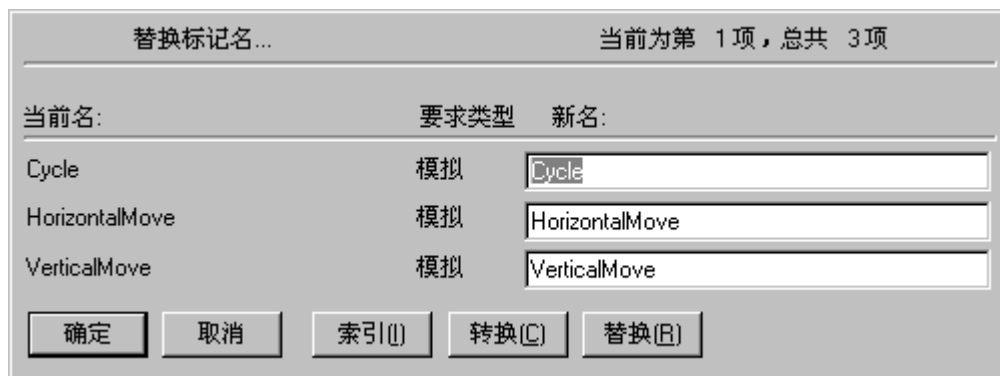 替换标记名... 当前为第 1项，总共 3项
当前名: 要求类型 新名:
Cycle 模拟 Cycle
HorizontalMove 模拟 HorizontalMove
VerticalMove 模拟 VerticalMove
确定 取消 索引(I) 转换(C) 替换(R)